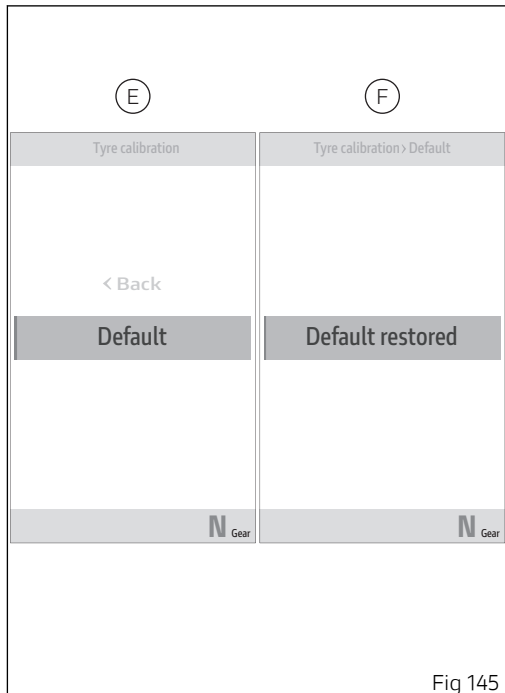 E
F
Tyre calibration
< Back
Default
N Gear
Tyre calibration > Default
Default restored
N Gear
Fig 145